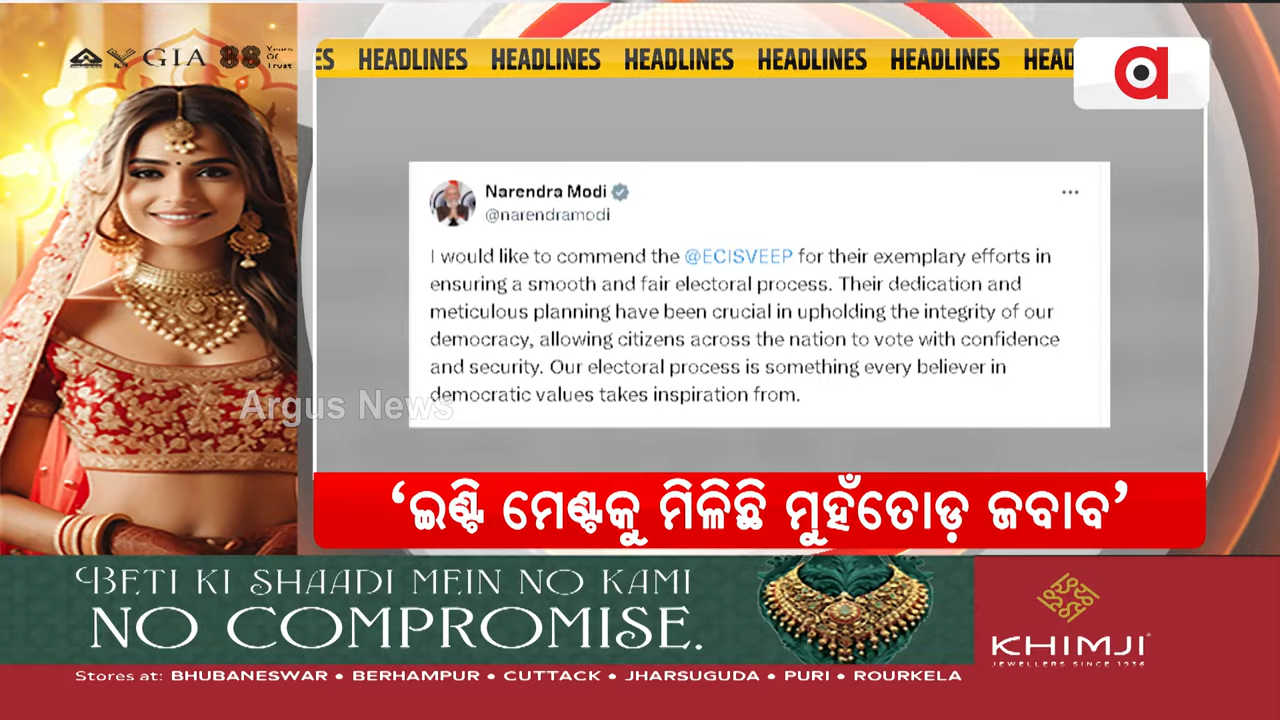 GIA 88 Years Of Trust
ES HEADLINES HEADLINES HEADLINES HEADLINES HEADLINES HEAD
a
Narendra Modi
@narendramodi
I would like to commend the @ECISVEEP for their exemplary efforts in
ensuring a smooth and fair electoral process. Their dedication and
meticulous planning have been crucial in upholding the integrity of our
democracy, allowing citizens across the nation to vote with confidence
and security. Our electoral process is something every believer in
democratic values takes inspiration from.
Argus News
‘ଇଣ୍ଟି ମେଣ୍ଟକୁ ମିଳିଛି ମୁହଁତୋଡ଼ ଜବାବ’
BETI KI SHAADI MEIN NO KAMI
NO COMPROMISE.
KHIMJI
JEWELLERS SINCE 1936
Stores at: BHUBANESWAR • BERHAMPUR • CUTTACK • JHARSUGUDA • PURI • ROURKELA